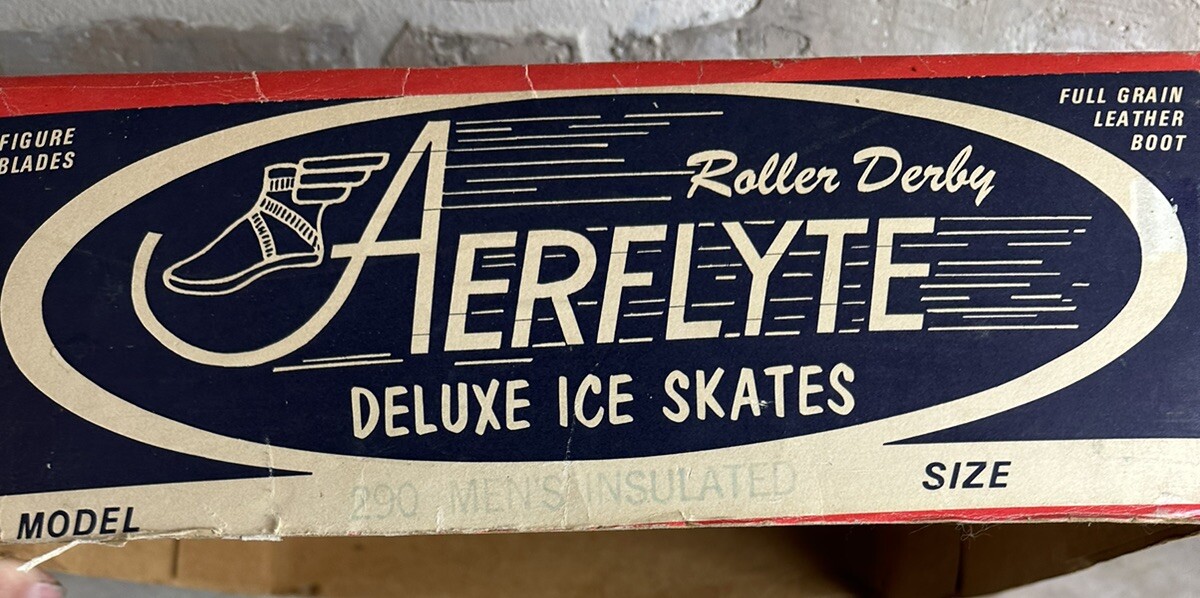 FIGURE
BLADES
FULL GRAIN
LEATHER
BOOT
Roller Derby
AERFLYTE
DELUXE ICE SKATES
MODEL
290 MEN'S INSULATED
SIZE